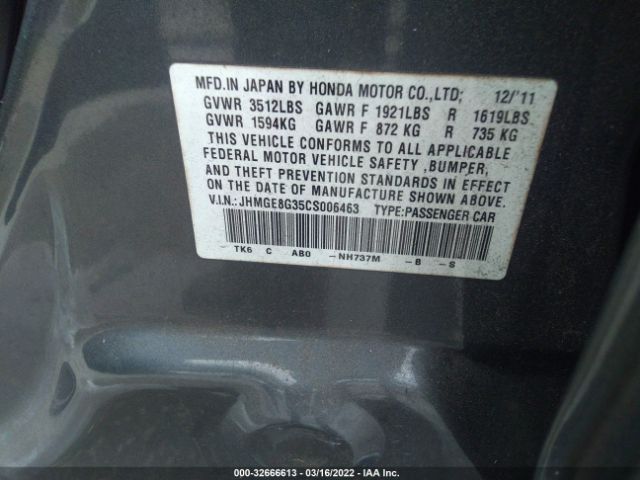 MFD.IN JAPAN BY HONDA MOTOR CO.,LTD; 12/'11
GVWR 3512LBS GAWR F 1921LBS R 1619LBS
GVWR 1594KG GAWR F 872 KG R 735 KG
THIS VEHICLE CONFORMS TO ALL APPLICABLE
FEDERAL MOTOR VEHICLE SAFETY ,BUMPER,
AND THEFT PREVENTION STANDARDS IN EFFECT
ON THE DATE OF MANUFACTURE SHOWN ABOVE.
V.I.N.: JHMGE8G35CS006463 TYPE:PASSENGER CAR
- TK6 C AB0 -NH737M -B -S
000-32666613 - 03/16/2022 - IAA Inc.